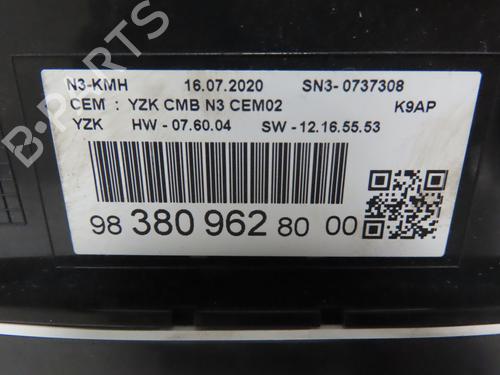 N3-KMH 16.07.2020 SN3- 0737308
CEM : YZK CMB N3 CEM02 K9AP
YZK HW - 07.60.04 SW - 12.16.55.53
98 380 962 80 00
B-PARTS